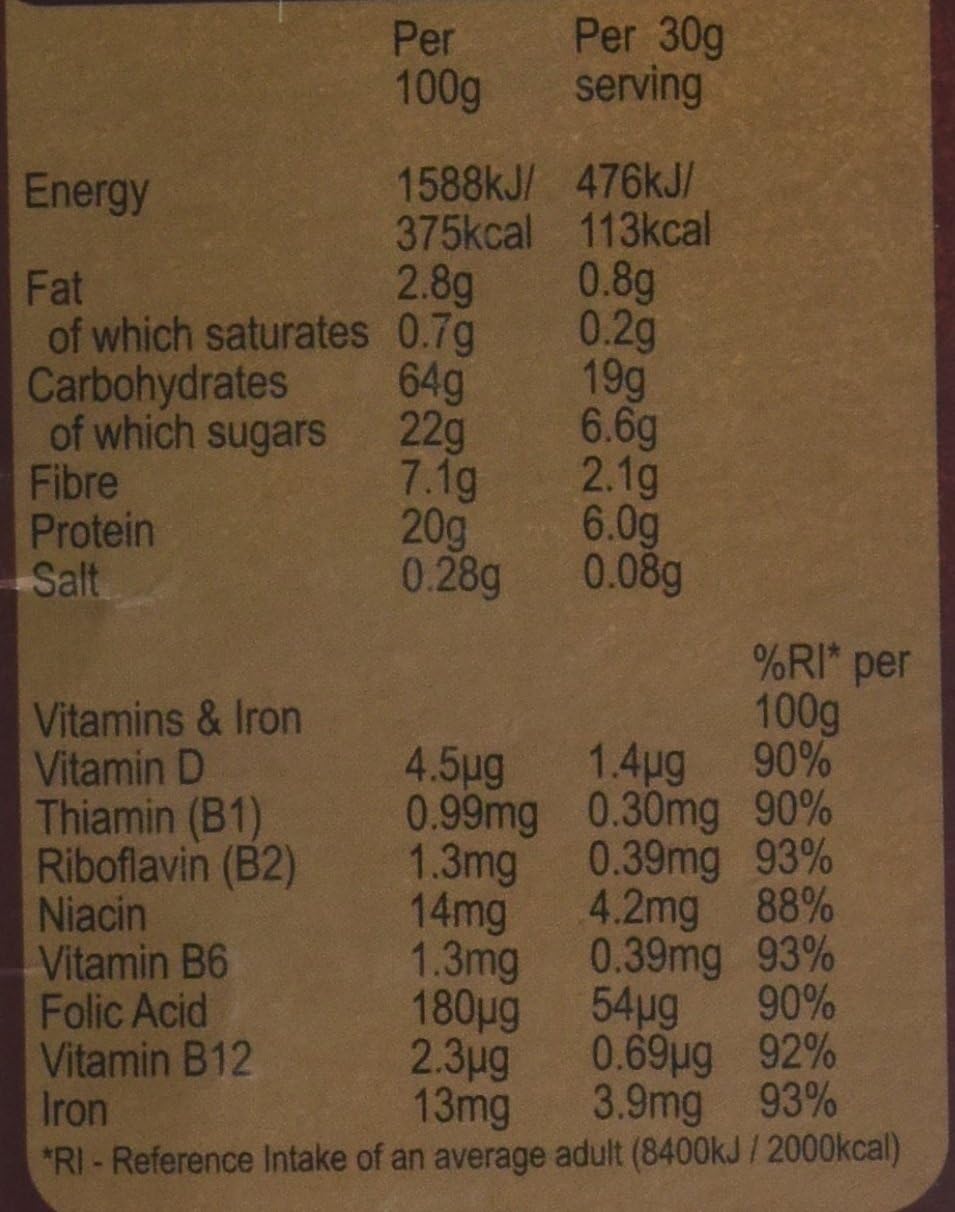 Per Per 30g
100g serving
Energy 1588kJ/ 476kJ/
375kcal 113kcal
Fat 2.8g 0.8g
of which saturates 0.7g 0.2g
Carbohydrates 64g 19g
of which sugars 22g 6.6g
Fibre 7.1g 2.1g
Protein 20g 6.0g
Salt 0.28g 0.08g
%RI* per
Vitamins & Iron 100g
Vitamin D 4.5µg 1.4µg 90%
Thiamin (B1) 0.99mg 0.30mg 90%
Riboflavin (B2) 1.3mg 0.39mg 93%
Niacin 14mg 4.2mg 88%
Vitamin B6 1.3mg 0.39mg 93%
Folic Acid 180µg 54µg 90%
Vitamin B12 2.3µg 0.69µg 92%
Iron 13mg 3.9mg 93%
*RI - Reference Intake of an average adult (8400kJ / 2000kcal)